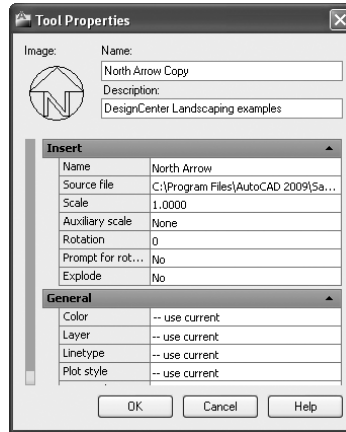 Tool Properties
Image: Name:
North Arrow Copy
Description:
DesignCenter Landscaping examples
N
Insert
Name North Arrow
Source file C:\Program Files\AutoCAD 2009\Sa...
Scale 1.0000
Auxiliary scale None
Rotation 0
Prompt for rot... No
Explode No
General
Color -- use current
Layer -- use current
Linetype -- use current
Plot style -- use current
OK Cancel Help